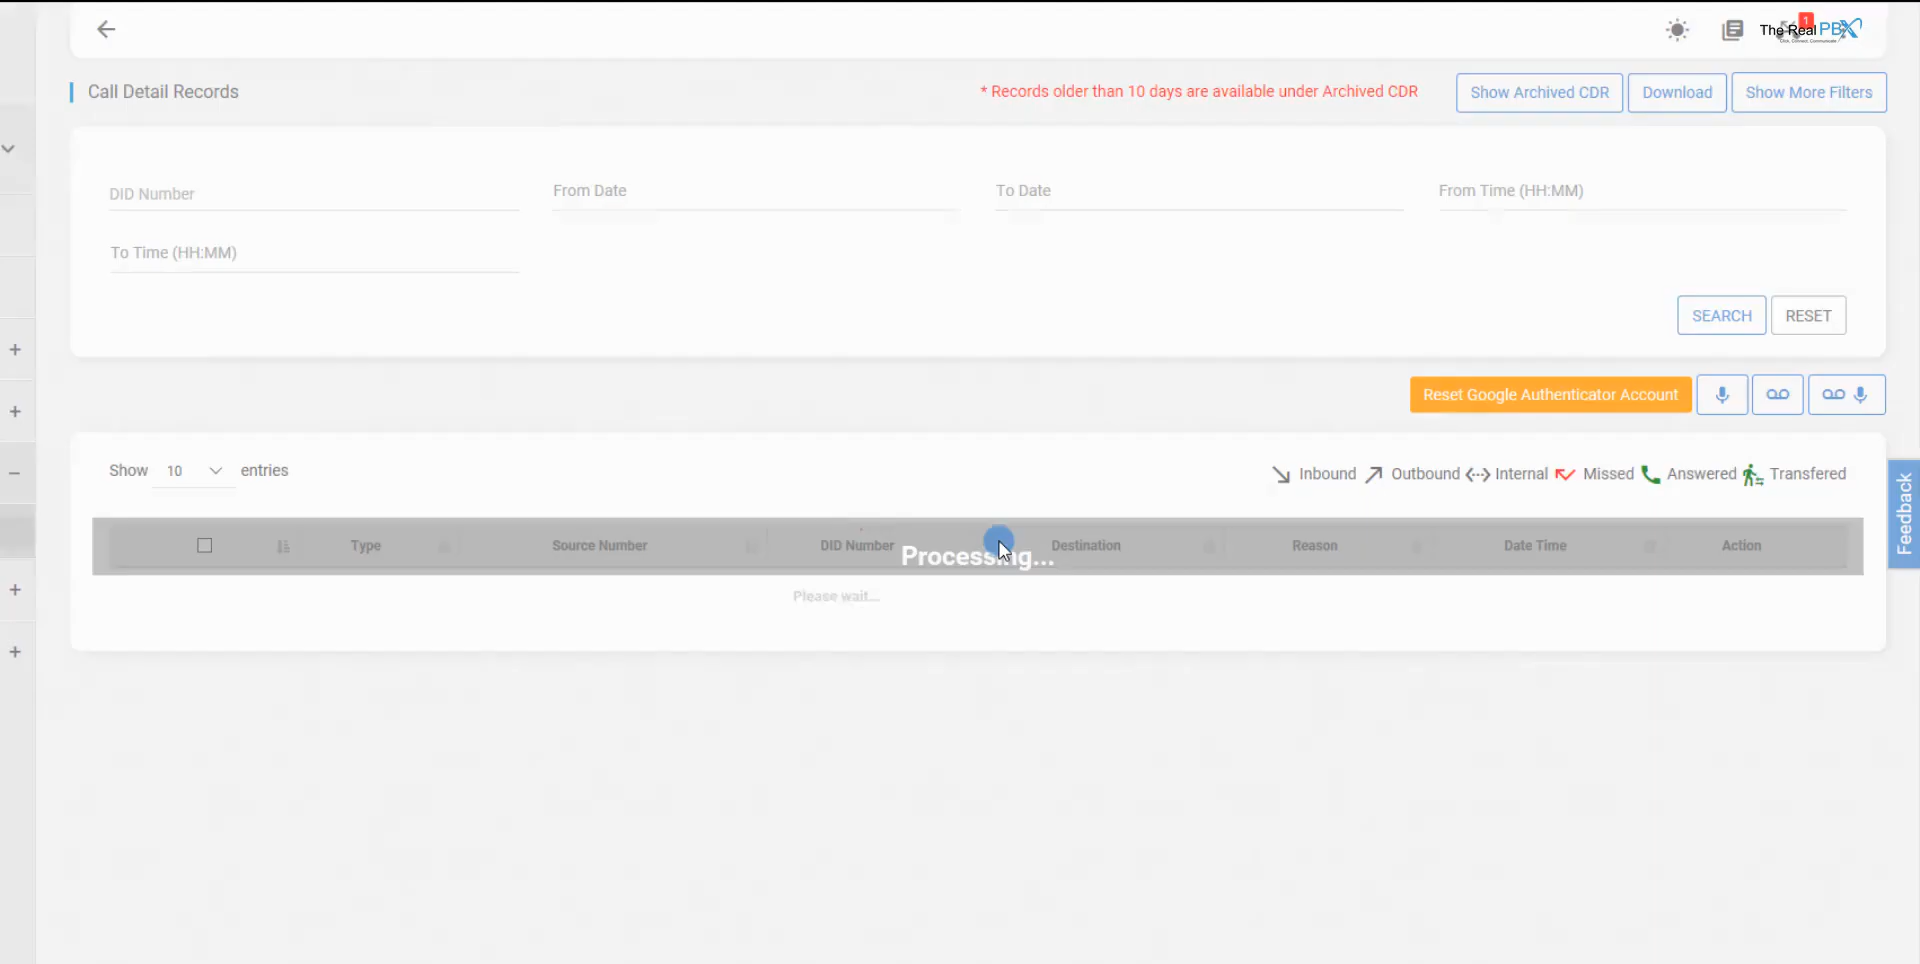 1
The Real PBX
Call Detail Records
* Records older than 10 days are available under Archived CDR
Show Archived CDR
Download
Show More Filters
DID Number
From Date
To Date
From Time (HH:MM)
To Time (HH:MM)
SEARCH
RESET
Reset Google Authenticator Account
Show 10 entries
Inbound Outbound Internal Missed Answered Transfered
Feedback
Type Source Number DID Number Destination Reason Date Time Action
Processing...
Please wait...